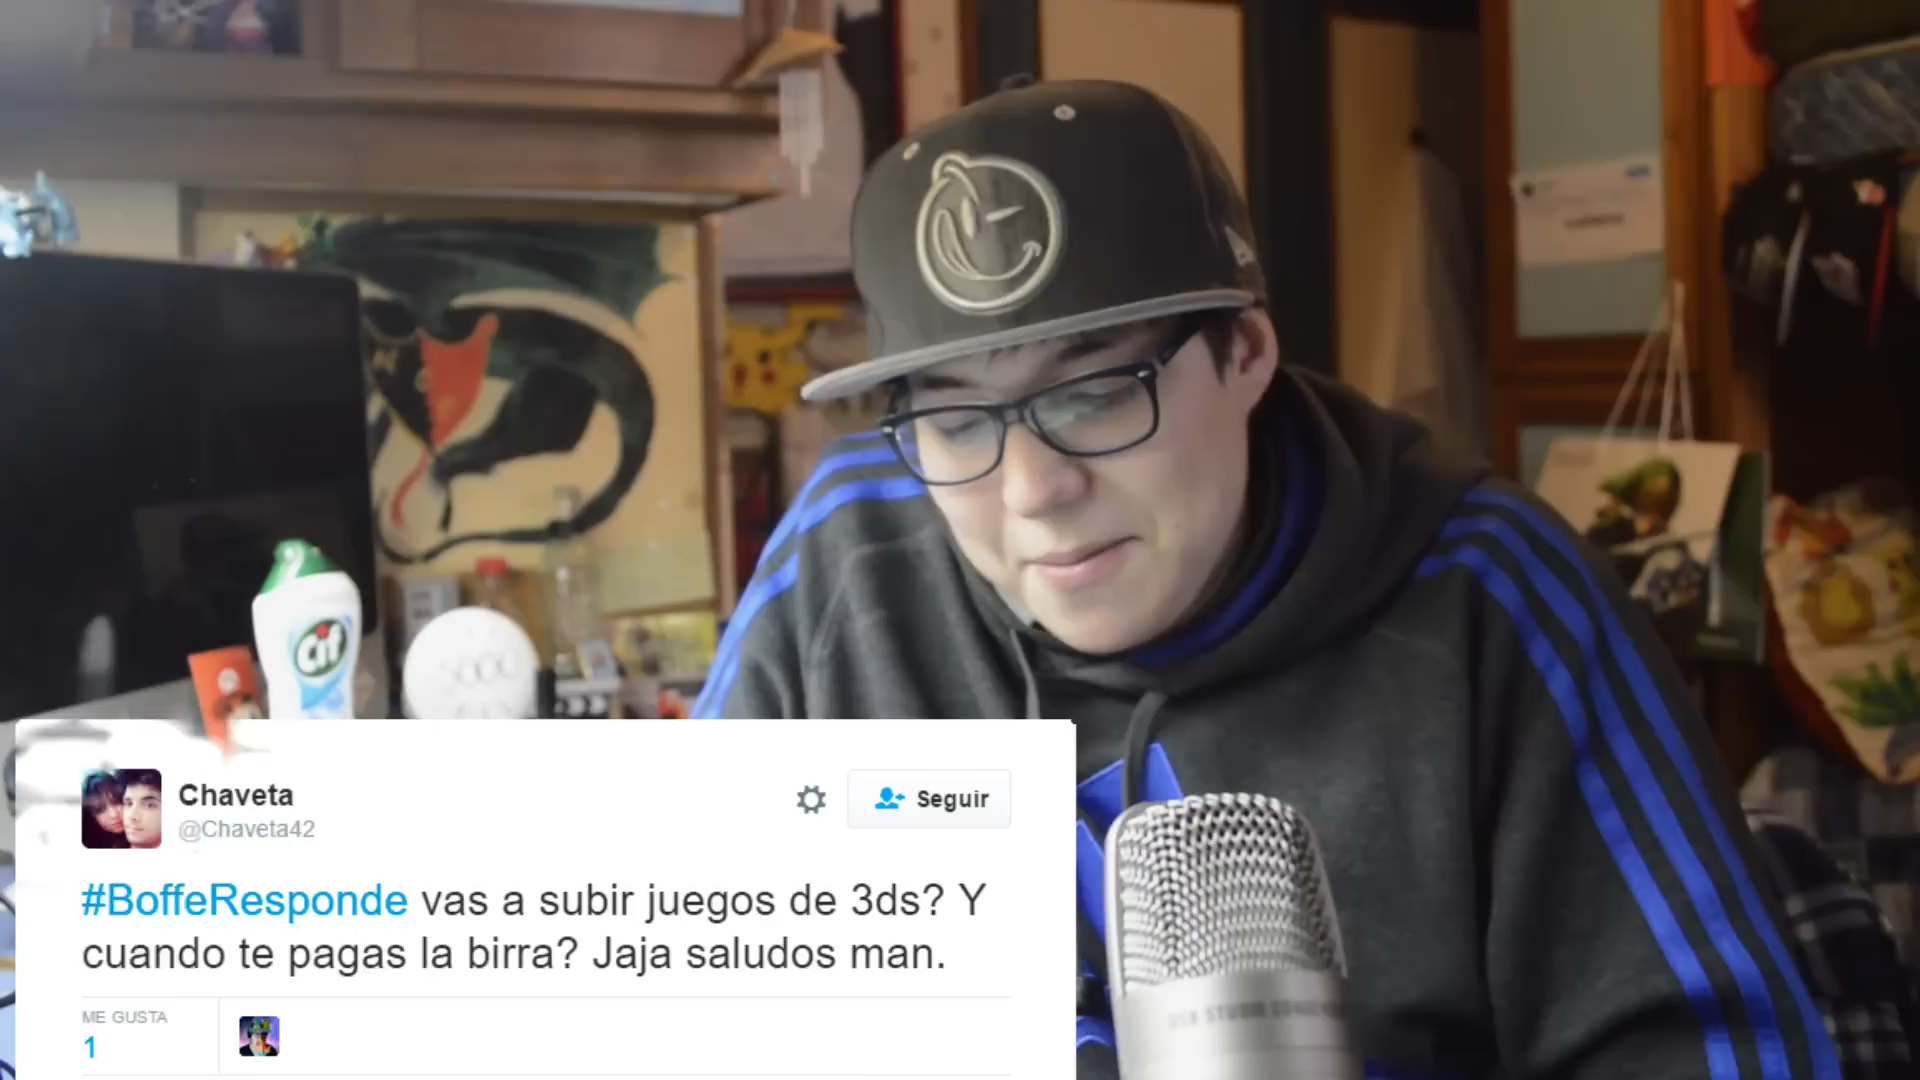 Cif
Chaveta
@Chaveta42
Seguir
#BoffeResponde vas a subir juegos de 3ds? Y
cuando te pagas la birra? Jaja saludos man.
ME GUSTA
1